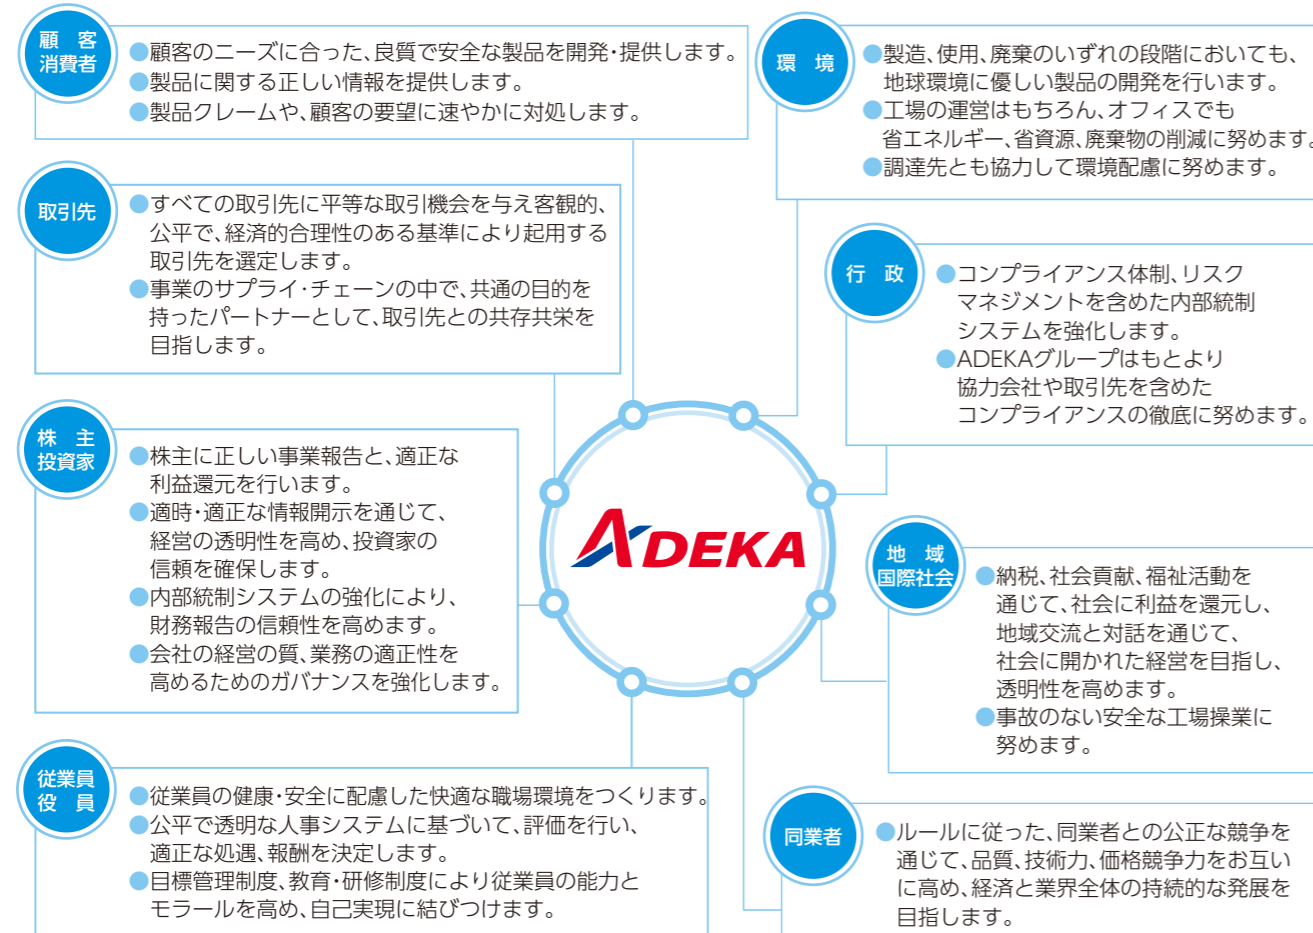 顧 客
消費者
●顧客のニーズに合った、良質で安全な製品を開発・提供します。
●製品に関する正しい情報を提供します。
●製品クレームや、顧客の要望に速やかに対処します。
取引先
●すべての取引先に平等な取引機会を与え客観的、
公平で、経済的合理性のある基準により起用する
取引先を選定します。
●事業のサプライ・チェーンの中で、共通の目的を
持ったパートナーとして、取引先との共存共栄を
目指します。
株 主
投資家
●株主に正しい事業報告と、適正な
利益還元を行います。
●適時・適正な情報開示を通じて、
経営の透明性を高め、投資家の
信頼を確保します。
●内部統制システムの強化により、
財務報告の信頼性を高めます。
●会社の経営の質、業務の適正性を
高めるためのガバナンスを強化します。
従業員
役 員
●従業員の健康・安全に配慮した快適な職場環境をつくります。
●公平で透明な人事システムに基づいて、評価を行い、
適正な処遇、報酬を決定します。
●目標管理制度、教育・研修制度により従業員の能力と
モラールを高め、自己実現に結びつけます。
ADEKA
環 境
●製造、使用、廃棄のいずれの段階においても、
地球環境に優しい製品の開発を行います。
●工場の運営はもちろん、オフィスでも
省エネルギー、省資源、廃棄物の削減に努めます。
●調達先とも協力して環境配慮に努めます。
行 政
●コンプライアンス体制、リスク
マネジメントを含めた内部統制
システムを強化します。
●ADEKAグループはもとより
協力会社や取引先を含めた
コンプライアンスの徹底に努めます。
地 域
国際社会
●納税、社会貢献、福祉活動を
通じて、社会に利益を還元し、
地域交流と対話を通じて、
社会に開かれた経営を目指し、
透明性を高めます。
●事故のない安全な工場操業に
努めます。
同業者
●ルールに従った、同業者との公正な競争を
通じて、品質、技術力、価格競争力をお互い
に高め、経済と業界全体の持続的な発展を
目指します。